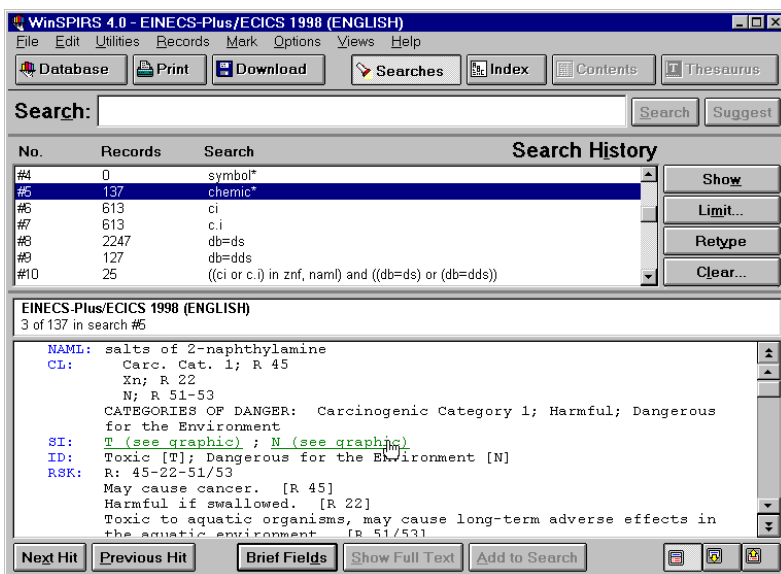 WinSPIRS 4.0 - EINECS-Plus/ECICS 1998 (ENGLISH)
File Edit Utilities Records Mark Options Views Help
Database Print Download Searches Index Contents Thesaurus
Search: Search Suggest
No. Records Search Search History
#4 0 symbol* Show
#5 137 chemic*
#6 613 ci Limit...
#7 613 c.i
#8 2247 db=ds Retype
#9 127 db=dds
#10 25 ((ci or c.i) in znf, naml) and ((db=ds) or (db=dds)) Clear...
EINECS-Plus/ECICS 1998 (ENGLISH)
3 of 137 in search #5
NAML: salts of 2-naphthylamine
CL: Carc. Cat. 1; R 45
Xn; R 22
N; R 51-53
CATEGORIES OF DANGER: Carcinogenic Category 1; Harmful; Dangerous
for the Environment
SI: T (see graphic) ; N (see graphic)
ID: Toxic [T]; Dangerous for the Environment [N]
RSK: R: 45-22-51/53
May cause cancer. [R 45]
Harmful if swallowed. [R 22]
Toxic to aquatic organisms, may cause long-term adverse effects in
the aquatic environment. [R 51/53]
Next Hit Previous Hit Brief Fields Show Full Text Add to Search